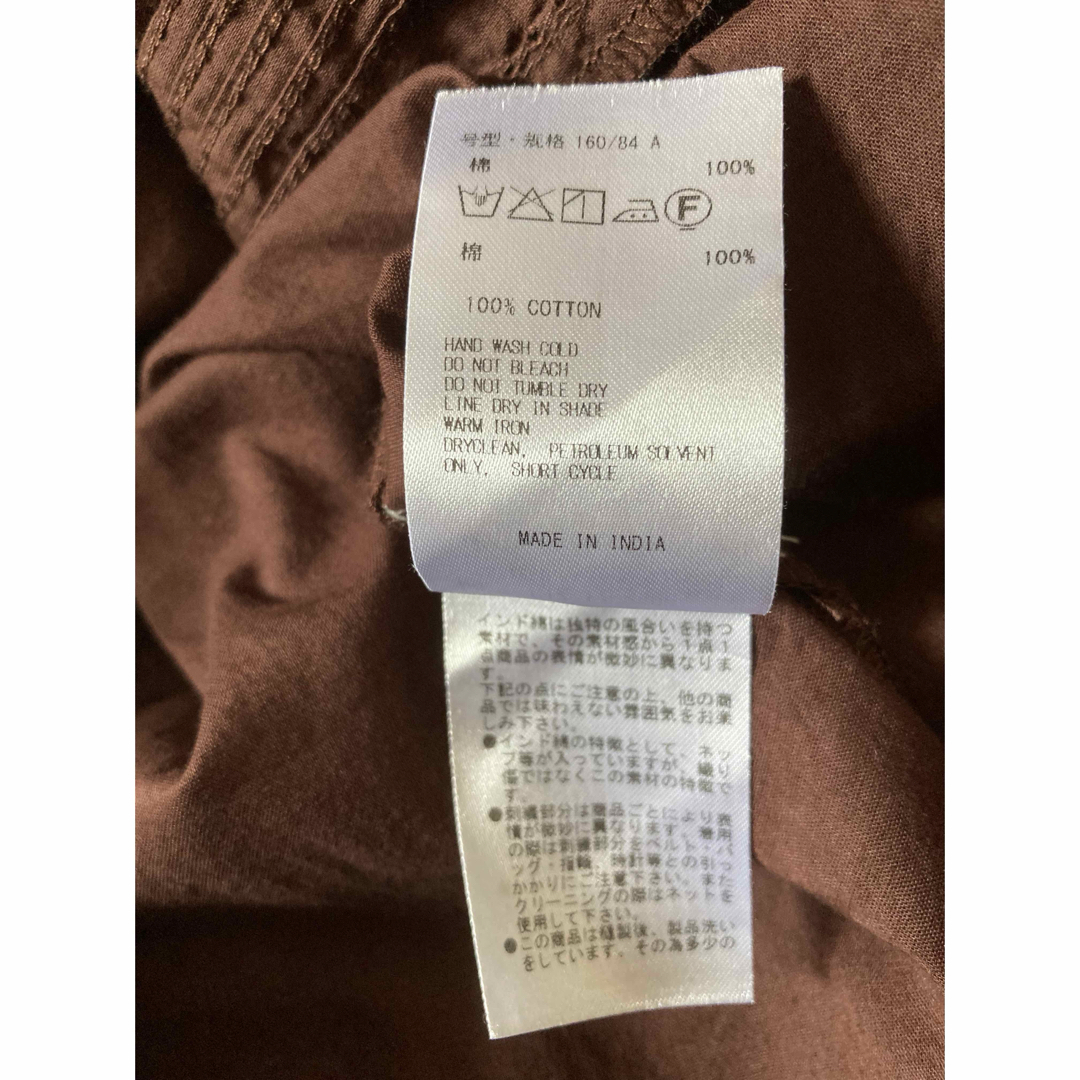 号型・规格 160/84 A
棉 100%
F
棉 100%
100% COTTON
HAND WASH COLD
DO NOT BLEACH
DO NOT TUMBLE DRY
LINE DRY IN SHADE
WARM IRON
DRYCLEAN, PETROLEUM SOLVENT
ONLY, SHORT CYCLE
MADE IN INDIA
インド綿は独特の風合いを持つ
素材で、その素材感から1点1
点商品の表情が微妙に異なりま
す。
下記の点にご注意の上、他の商
品では味わえない雰囲気をお楽
しみ下さい。
●インド綿の特徴として、ネッ
プ等が入っていますが、織り
傷ではなくこの素材の特徴で
す。
●刺繍部分は商品ごとにより表
情が微妙に異なります。着用
の際は刺繍部分をベルト・バ
ッグ・指輪、時計等との引っ
かかりにご注意下さい。また
クリーニングの際はネットを
使用して下さい。
●この商品は縫製後、製品洗い
をしています。その為多少の